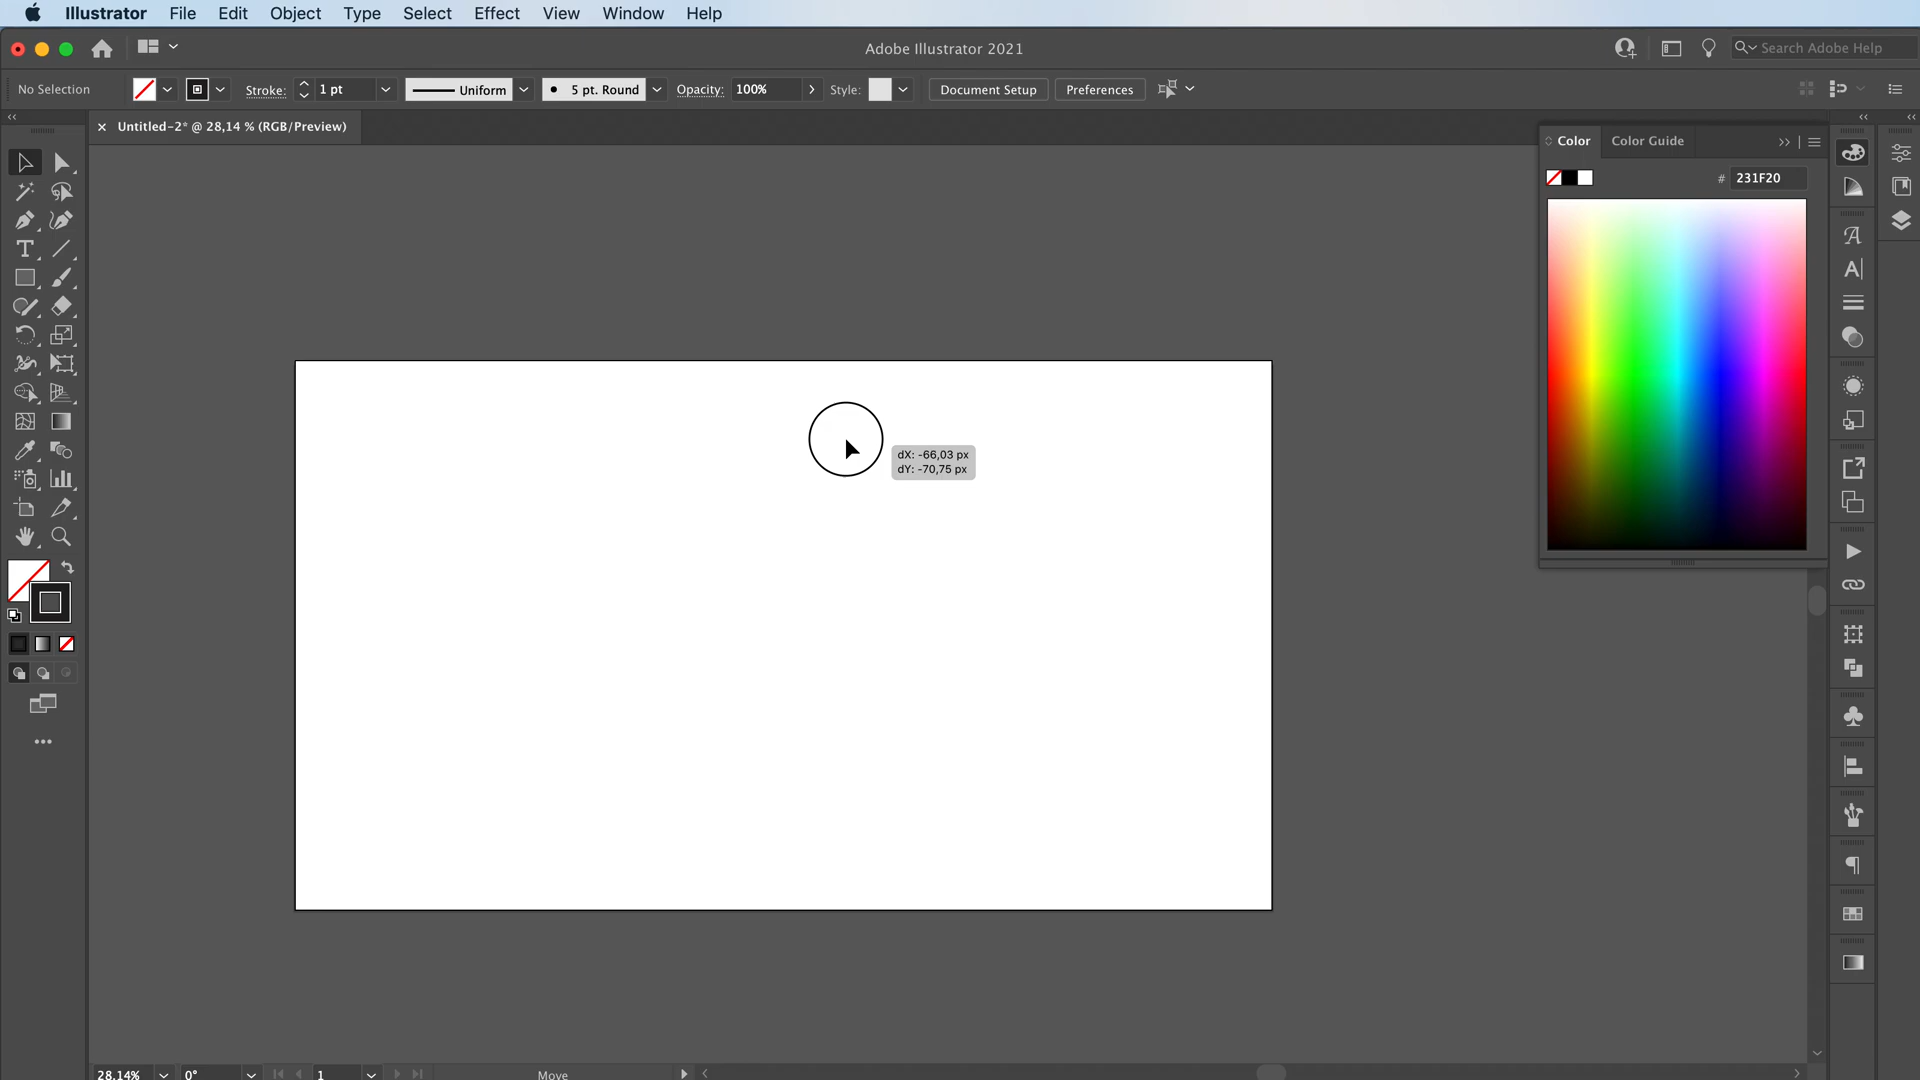 Illustrator File Edit Object Type Select Effect View Window Help
Adobe Illustrator 2021
Search Adobe Help
No Selection
Stroke:
1 pt
Uniform
5 pt. Round
Opacity:
100%
Style:
Document Setup
Preferences
Untitled-2* @ 28,14 % (RGB/Preview)
Color
Color Guide
# 231F20
dX: -66,03 px
dY: -70,75 px
28,14%
0°
1
Move